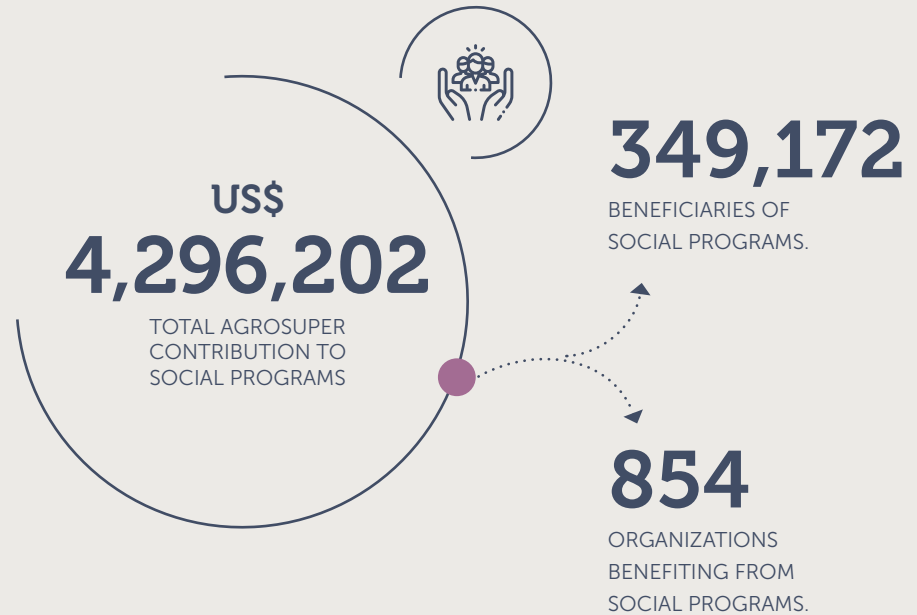 US$
4,296,202
TOTAL AGROSUPER
CONTRIBUTION TO
SOCIAL PROGRAMS
349,172
BENEFICIARIES OF
SOCIAL PROGRAMS.
854
ORGANIZATIONS
BENEFITING FROM
SOCIAL PROGRAMS.